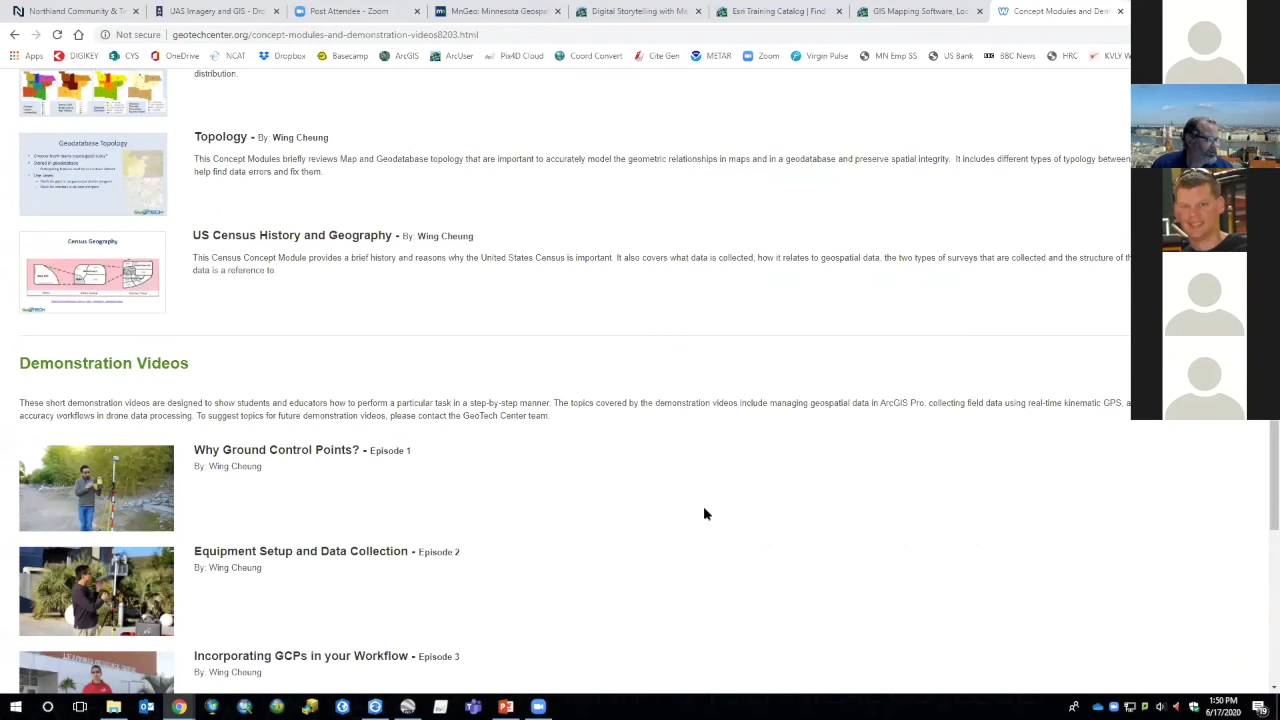 Northland Community & Te
UAS Imagery and GIS - Dro
Post Attendee - Zoom
MnGeo: Minnesota Geospat
Digital Storytelling with Ma
Esri Training Catalog | Find
GIS Mapping Software, Loc
Concept Modules and Dem
Not secure
geotechcenter.org/concept-modules-and-demonstration-videos8203.html
Apps
DIGIKEY
CYS
OneDrive
NCAT
Dropbox
Basecamp
ArcGIS
ArcUser
Pix4D Cloud
Coord Convert
Cite Gen
METAR
Zoom
Virgin Pulse
MN Emp SS
US Bank
BBC News
HRC
KVLY W
distribution.
Geodatabase Topology
Topology - By: Wing Cheung
This Concept Modules briefly reviews Map and Geodatabase topology that are important to accurately model the geometric relationships in maps and in a geodatabase and preserve spatial integrity. It includes different types of typology between
help find data errors and fix them.
Census Geography
US Census History and Geography - By: Wing Cheung
This Census Concept Module provides a brief history and reasons why the United States Census is important. It also covers what data is collected, how it relates to geospatial data, the two types of surveys that are collected and the structure of th
data is a reference to.
Demonstration Videos
These short demonstration videos are designed to show students and educators how to perform a particular task in a step-by-step manner. The topics covered by the demonstration videos include managing geospatial data in ArcGIS Pro, collecting field data using real-time kinematic GPS, a
accuracy workflows in drone data processing. To suggest topics for future demonstration videos, please contact the GeoTech Center team.
Why Ground Control Points? - Episode 1
By: Wing Cheung
Equipment Setup and Data Collection - Episode 2
By: Wing Cheung
Incorporating GCPs in your Workflow - Episode 3
By: Wing Cheung
1:50 PM
6/17/2020